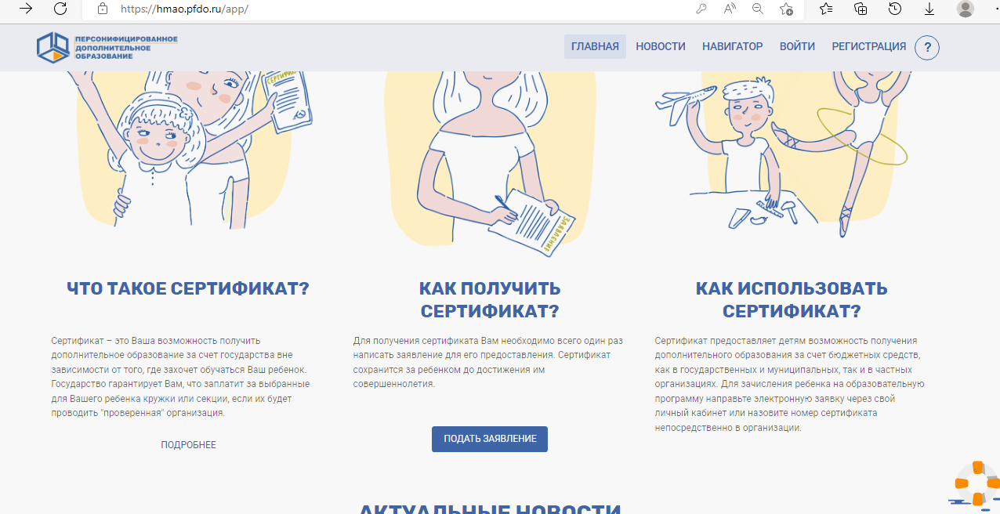 https://hmao.pfdo.ru/app/
ПЕРСОНИФИЦИРОВАННОЕ
ДОПОЛНИТЕЛЬНОЕ
ОБРАЗОВАНИЕ
ГЛАВНАЯ НОВОСТИ НАВИГАТОР ВОЙТИ РЕГИСТРАЦИЯ ?
СЕРТИФИК
ЗАЯВЛЕНИЕ
ЧТО ТАКОЕ СЕРТИФИКАТ?
Сертификат – это Ваша возможность получить
дополнительное образование за счет государства вне
зависимости от того, где захочет обучаться Ваш ребенок.
Государство гарантирует Вам, что заплатит за выбранные
для Вашего ребенка кружки или секции, если их будет
проводить "проверенная" организация.
ПОДРОБНЕЕ
КАК ПОЛУЧИТЬ
СЕРТИФИКАТ?
Для получения сертификата Вам необходимо всего один раз
написать заявление для его предоставления. Сертификат
сохранится за ребенком до достижения им
совершеннолетия.
ПОДАТЬ ЗАЯВЛЕНИЕ
КАК ИСПОЛЬЗОВАТЬ
СЕРТИФИКАТ?
Сертификат предоставляет детям возможность получения
дополнительного образования за счет бюджетных средств,
как в государственных и муниципальных, так и в частных
организациях. Для зачисления ребенка на образовательную
программу направьте электронную заявку через свой
личный кабинет или назовите номер сертификата
непосредственно в организации.
АКТУАЛЬНЫЕ НОВОСТИ